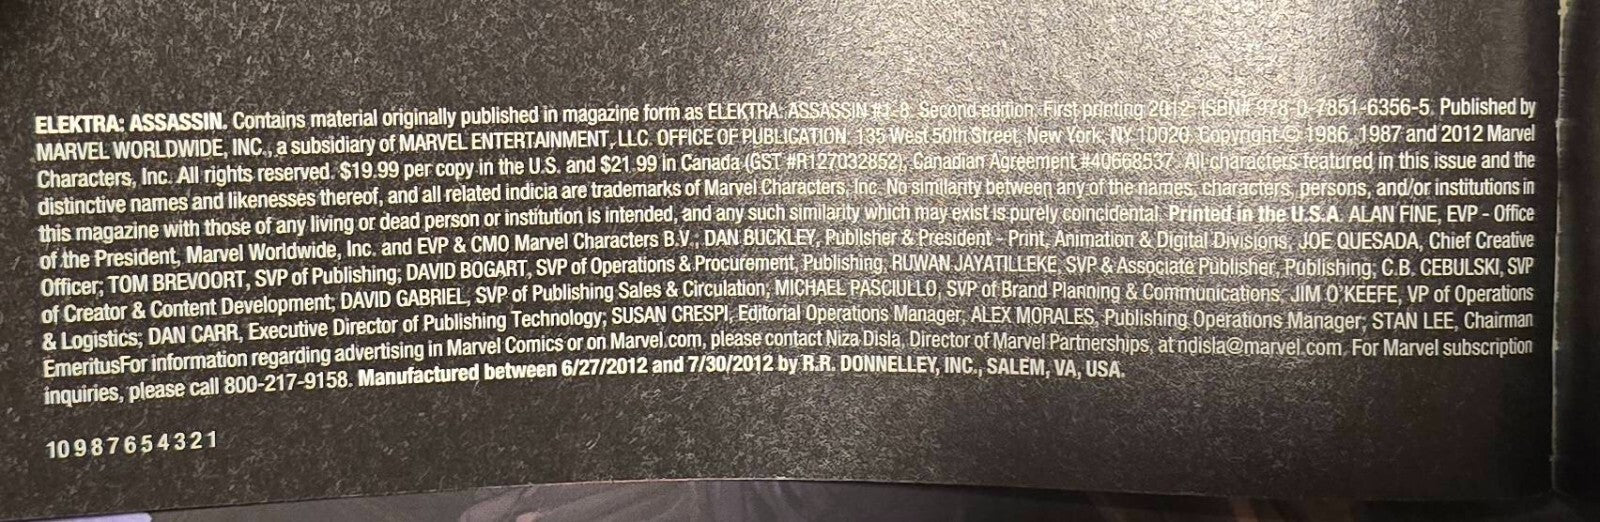 ELEKTRA: ASSASSIN. Contains material originally published in magazine form as ELEKTRA: ASSASSIN #1-8. Second edition. First printing 2012. ISBN# 978-0-7851-6356-5. Published by
MARVEL WORLDWIDE, INC., a subsidiary of MARVEL ENTERTAINMENT, LLC. OFFICE OF PUBLICATION: 135 West 50th Street, New York, NY 10020. Copyright © 1986, 1987 and 2012 Marvel
Characters, Inc. All rights reserved. $19.99 per copy in the U.S. and $21.99 in Canada (GST #R127032852); Canadian Agreement #40668537. All characters featured in this issue and the
distinctive names and likenesses thereof, and all related indicia are trademarks of Marvel Characters, Inc. No similarity between any of the names, characters, persons, and/or institutions in
this magazine with those of any living or dead person or institution is intended, and any such similarity which may exist is purely coincidental. Printed in the U.S.A. ALAN FINE, EVP - Office
of the President, Marvel Worldwide, Inc. and EVP & CMO Marvel Characters B.V.; DAN BUCKLEY, Publisher & President - Print, Animation & Digital Divisions; JOE QUESADA, Chief Creative
Officer; TOM BREVOORT, SVP of Publishing; DAVID BOGART, SVP of Operations & Procurement, Publishing; RUWAN JAYATILLEKE, SVP & Associate Publisher, Publishing; C.B. CEBULSKI, SVP
of Creator & Content Development; DAVID GABRIEL, SVP of Publishing Sales & Circulation; MICHAEL PASCIULLO, SVP of Brand Planning & Communications; JIM O'KEEFE, VP of Operations
& Logistics; DAN CARR, Executive Director of Publishing Technology; SUSAN CRESPI, Editorial Operations Manager; ALEX MORALES, Publishing Operations Manager; STAN LEE, Chairman
EmeritusFor information regarding advertising in Marvel Comics or on Marvel.com, please contact Niza Disla, Director of Marvel Partnerships, at ndisla@marvel.com. For Marvel subscription
inquiries, please call 800-217-9158. Manufactured between 6/27/2012 and 7/30/2012 by R.R. DONNELLEY, INC., SALEM, VA, USA.
10 9 8 7 6 5 4 3 2 1